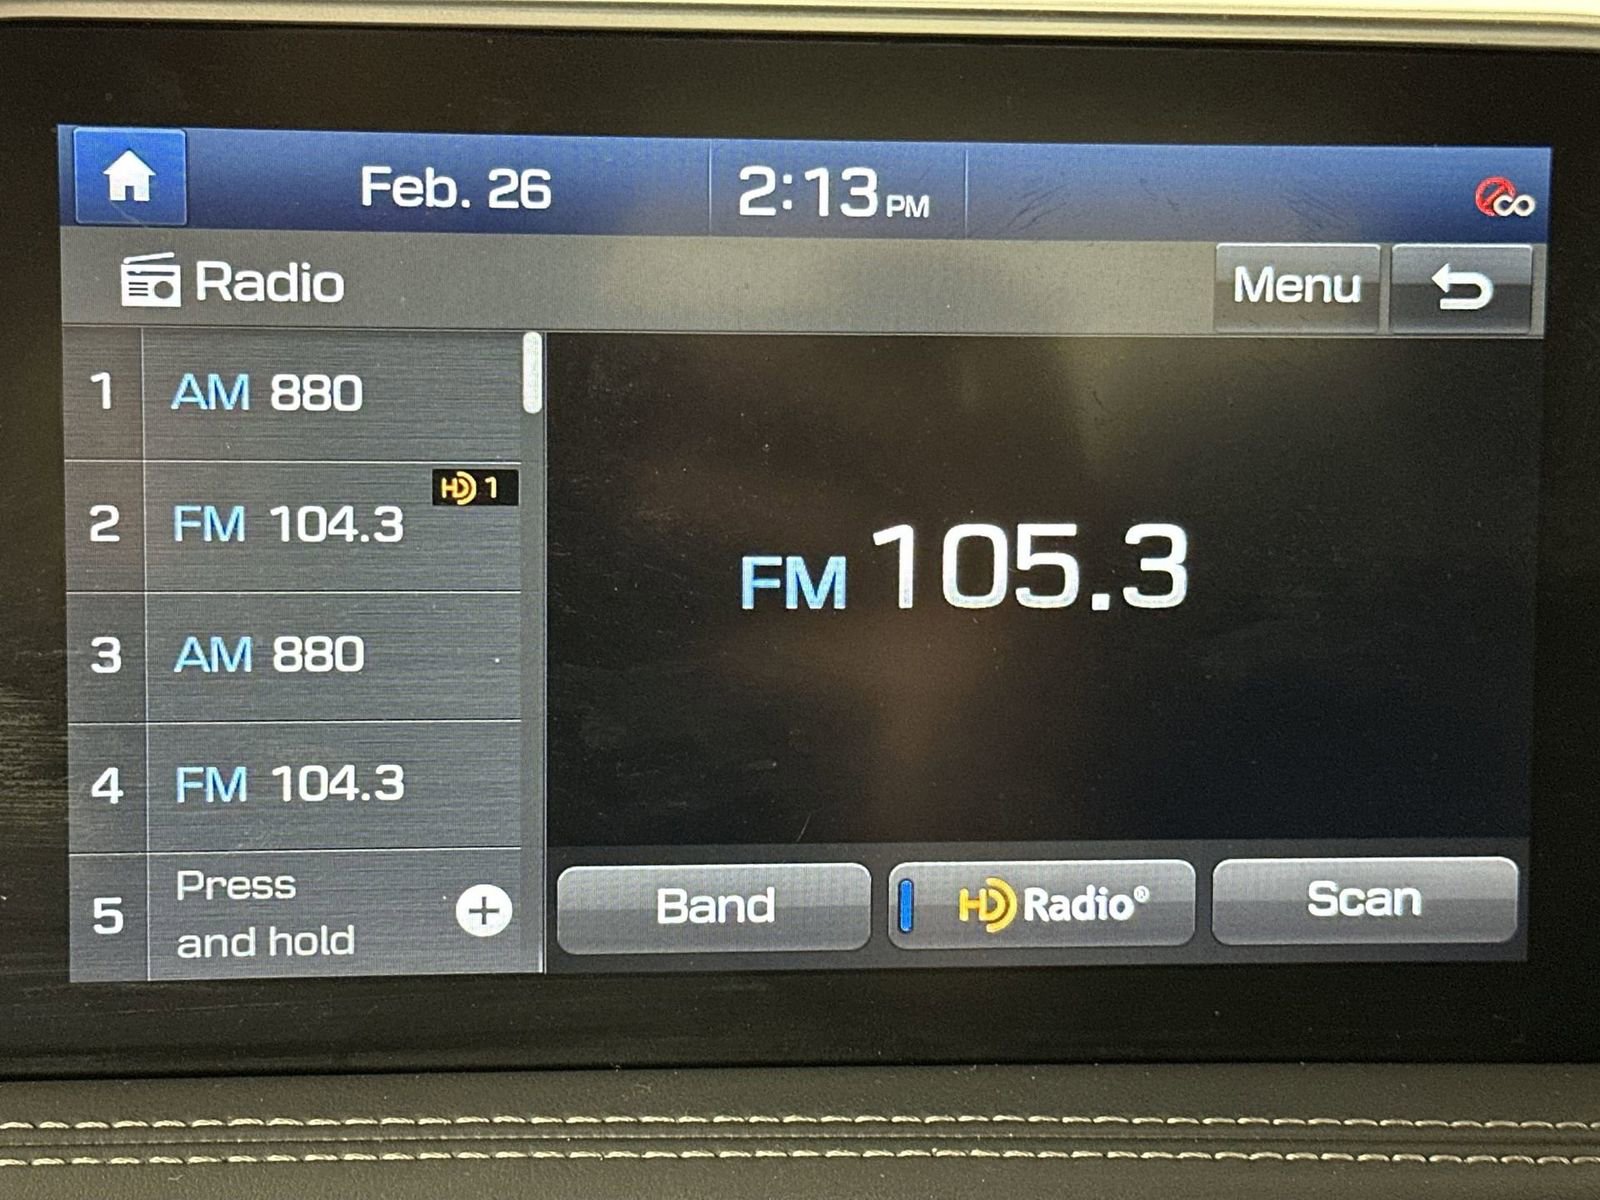 Feb. 26
2:13 PM
Radio
Menu
1 AM 880
HD 1
2 FM 104.3
3 AM 880
4 FM 104.3
5 Press
and hold
FM 105.3
Band
HD Radio®
Scan